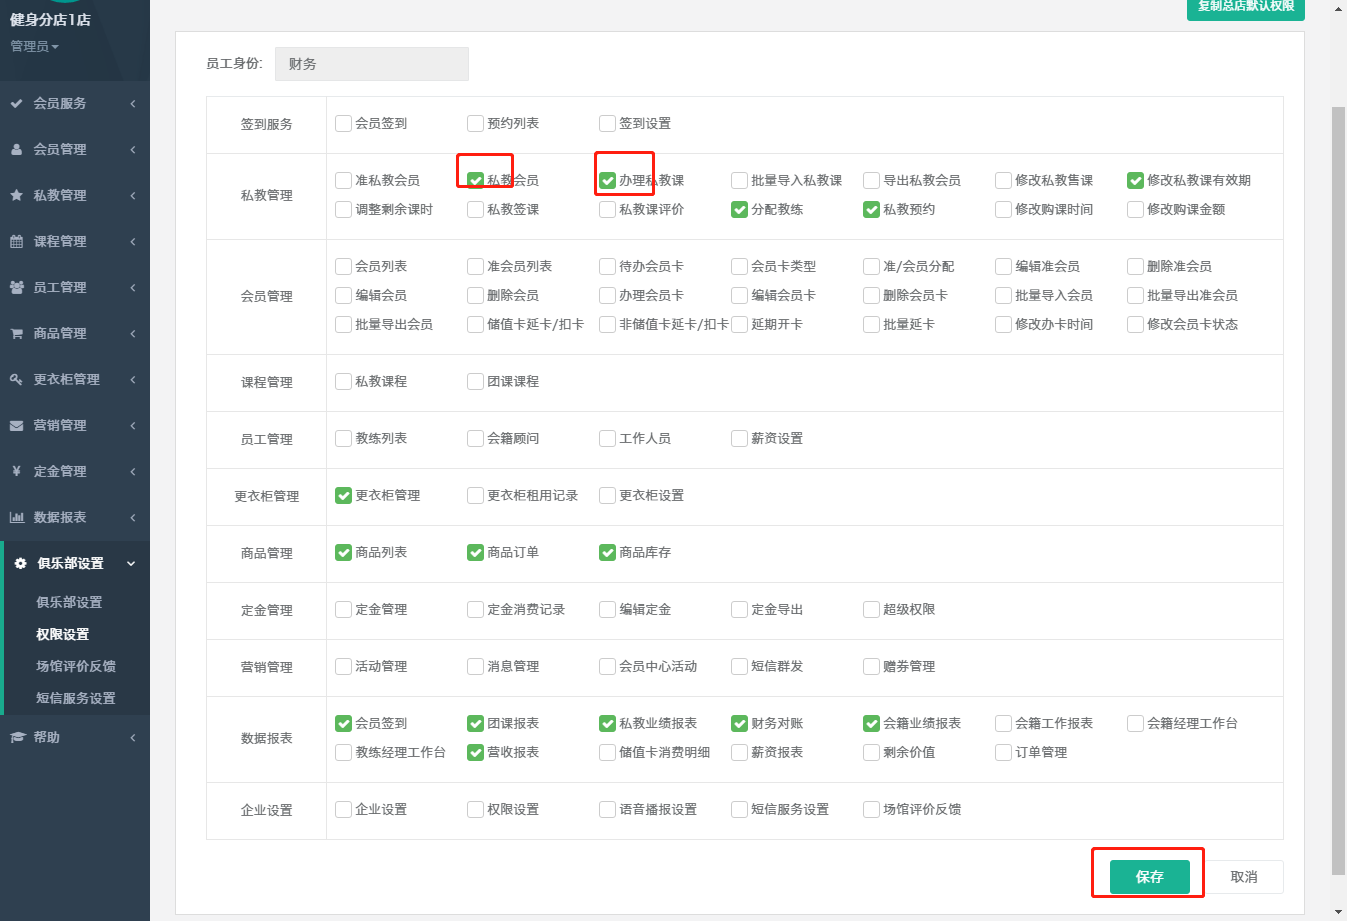 健身分店1店
管理员
会员服务
会员管理
私教管理
课程管理
员工管理
商品管理
更衣柜管理
营销管理
定金管理
数据报表
俱乐部设置
俱乐部设置
权限设置
场馆评价反馈
短信服务设置
帮助
复制总店默认权限
员工身份: 财务
签到服务 会员签到 预约列表 签到设置
私教管理
准私教会员 私教会员 办理私教课 批量导入私教课 导出私教会员 修改私教售课 修改私教课有效期
调整剩余课时 私教签课 私教课评价 分配教练 私教预约 修改购课时间 修改购课金额
会员管理
会员列表 准会员列表 待办会员卡 会员卡类型 准/会员分配 编辑准会员 删除准会员
编辑会员 删除会员 办理会员卡 编辑会员卡 删除会员卡 批量导入会员 批量导出准会员
批量导出会员 储值卡延卡/扣卡 非储值卡延卡/扣卡 延期开卡 批量延卡 修改办卡时间 修改会员卡状态
课程管理 私教课程 团课课程
员工管理 教练列表 会籍顾问 工作人员 薪资设置
更衣柜管理 更衣柜管理 更衣柜租用记录 更衣柜设置
商品管理 商品列表 商品订单 商品库存
定金管理 定金管理 定金消费记录 编辑定金 定金导出 超级权限
营销管理 活动管理 消息管理 会员中心活动 短信群发 赠券管理
数据报表
会员签到 团课报表 私教业绩报表 财务对账 会籍业绩报表 会籍工作报表 会籍经理工作台
教练经理工作台 营收报表 储值卡消费明细 薪资报表 剩余价值 订单管理
企业设置 企业设置 权限设置 语音播报设置 短信服务设置 场馆评价反馈
保存 取消